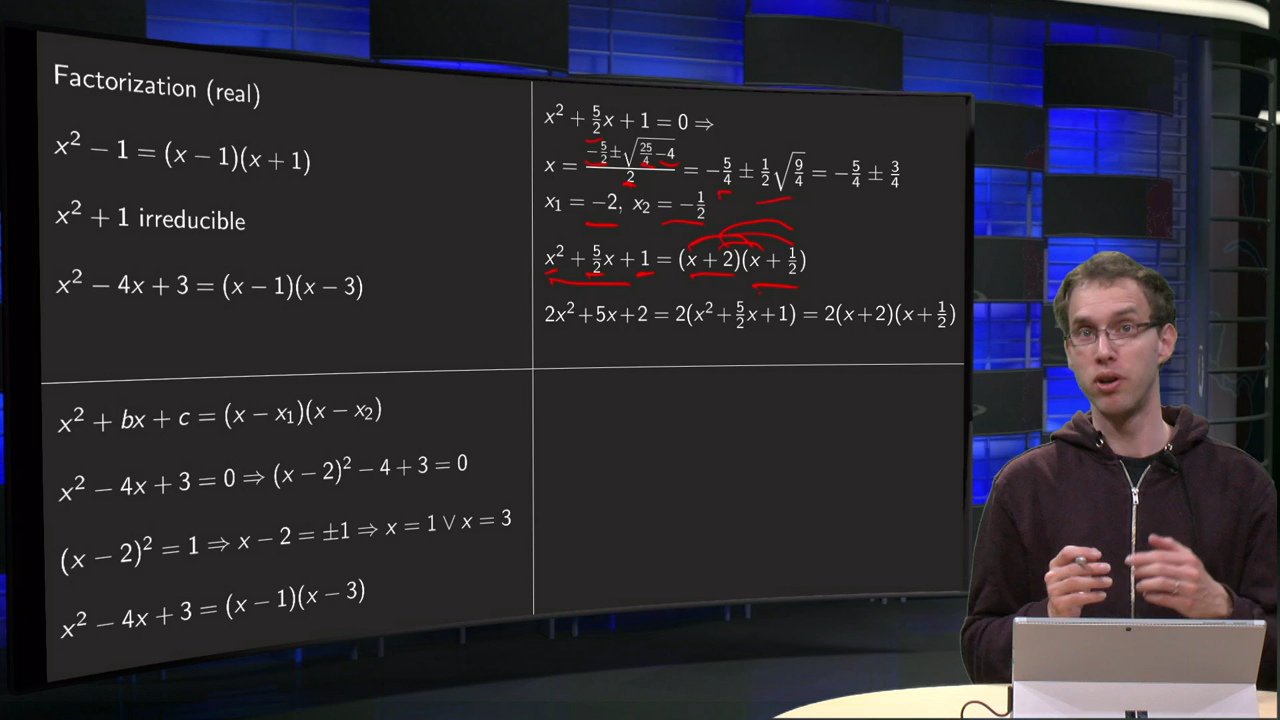 Factorization (real)
x² − 1 = (x − 1)(x + 1)
x² + 1 irreducible
x² − 4x + 3 = (x − 1)(x − 3)
x² + bx + c = (x − x₁)(x − x₂)
x² − 4x + 3 = 0 ⇒ (x − 2)² − 4 + 3 = 0
(x − 2)² = 1 ⇒ x − 2 = ±1 ⇒ x = 1 ∨ x = 3
x² − 4x + 3 = (x − 1)(x − 3)
x² + 5/2 x + 1 = 0 ⇒
x = (−5/2 ± √(25/4 − 4))/2 = −5/4 ± 1/2 √(9/4) = −5/4 ± 3/4
x₁ = −2, x₂ = −1/2
x² + 5/2 x + 1 = (x + 2)(x + 1/2)
2x² + 5x + 2 = 2(x² + 5/2 x + 1) = 2(x + 2)(x + 1/2)